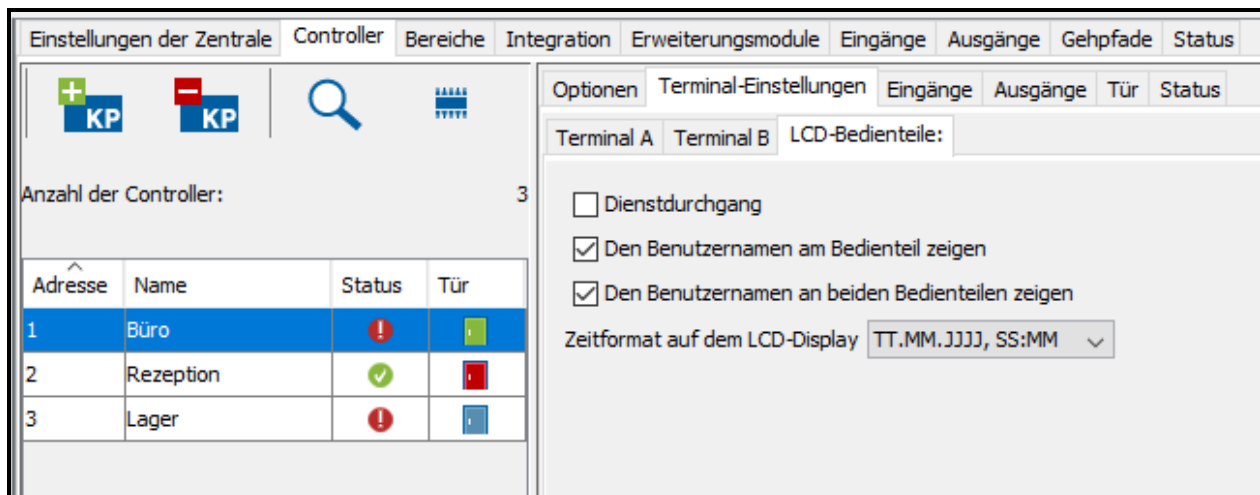 Einstellungen der Zentrale Controller Bereiche Integration Erweiterungsmodule Eingänge Ausgänge Gehpfade Status
KP KP
Anzahl der Controller: 3
Adresse Name Status Tür
1 Büro
2 Rezeption
3 Lager
Optionen Terminal-Einstellungen Eingänge Ausgänge Tür Status
Terminal A Terminal B LCD-Bedienteile:
Dienstdurchgang
Den Benutzernamen am Bedienteil zeigen
Den Benutzernamen an beiden Bedienteilen zeigen
Zeitformat auf dem LCD-Display TT.MM.JJJJ, SS:MM